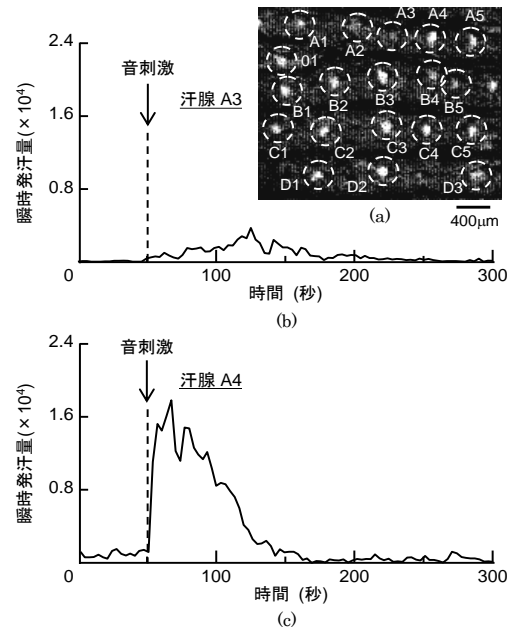 (b)
2.4
1.6
0.8
0
瞬時発汗量(×10⁴)
音刺激
汗腺 A3
A1
A2
A3
A4
A5
01
B1
B2
B3
B4
B5
C1
C2
C3
C4
C5
D1
D2
D3
(a)
400μm
100
200
300
時間 (秒)
(b)
2.4
1.6
0.8
0
瞬時発汗量(×10⁴)
音刺激
汗腺 A4
100
200
300
時間 (秒)
(c)